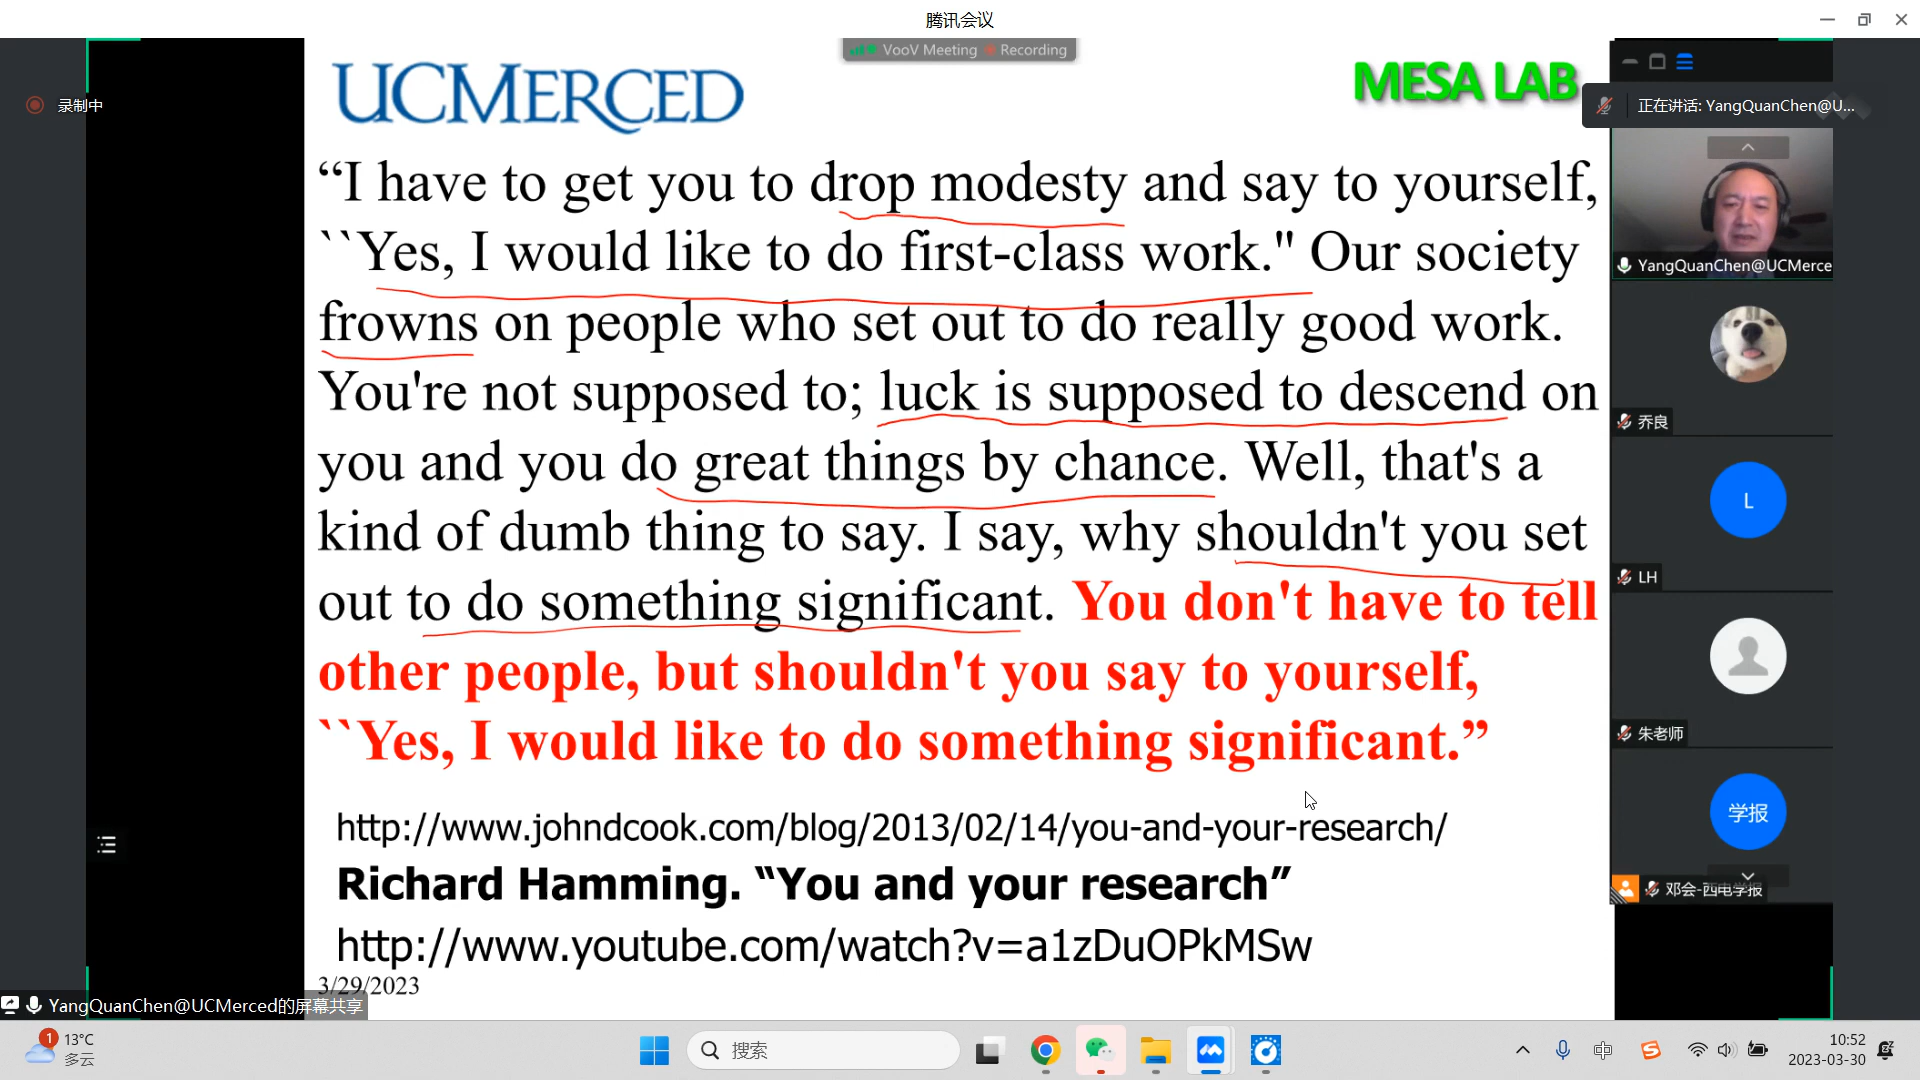 腾讯会议
VooV Meeting Recording
录制中
UCMERCED
MESA LAB
正在讲话: YangQuanChen@U...
“I have to get you to drop modesty and say to yourself,
``Yes, I would like to do first-class work." Our society
frowns on people who set out to do really good work.
You're not supposed to; luck is supposed to descend on
you and you do great things by chance. Well, that's a
kind of dumb thing to say. I say, why shouldn't you set
out to do something significant. You don't have to tell
other people, but shouldn't you say to yourself,
``Yes, I would like to do something significant.”
http://www.johndcook.com/blog/2013/02/14/you-and-your-research/
Richard Hamming. “You and your research”
http://www.youtube.com/watch?v=a1zDuOPkMSw
3/29/2023
YangQuanChen@UCMerce
乔良
L
LH
朱老师
学报
邓会-西电学报
YangQuanChen@UCMerced的屏幕共享
1
13°C
多云
搜索
中
10:52
2023-03-30